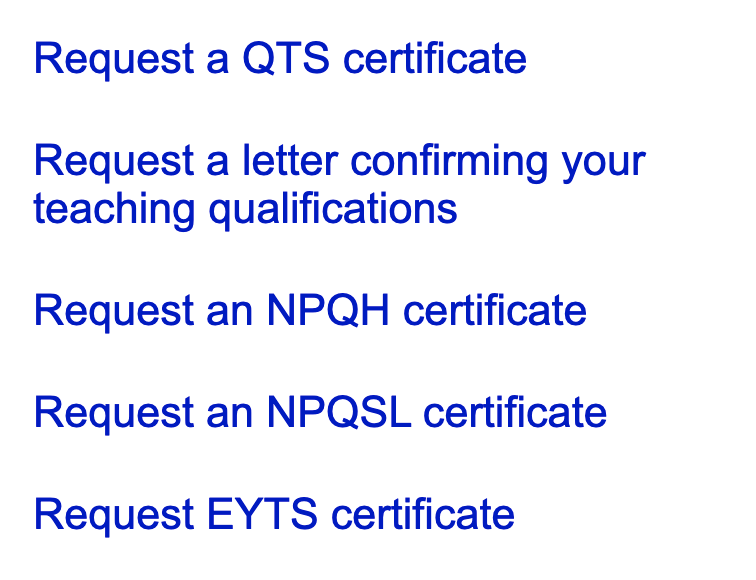 Request a QTS certificate
Request a letter confirming your
teaching qualifications
Request an NPQH certificate
Request an NPQSL certificate
Request EYTS certificate